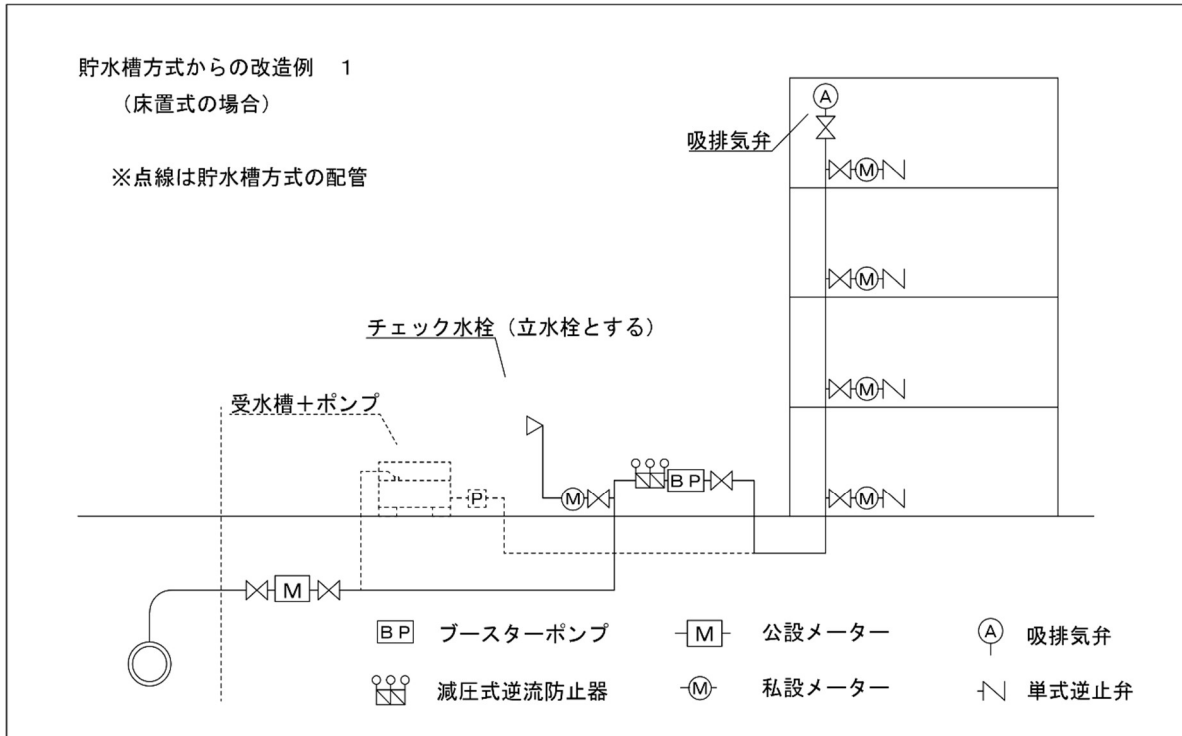 貯水槽方式からの改造例 1
(床置式の場合)
※点線は貯水槽方式の配管
A
吸排気弁
M
M
チェック水栓(立水栓とする)
M
受水槽+ポンプ
P
M
BP
M
M
BP ブースターポンプ
M 公設メーター
A 吸排気弁
減圧式逆流防止器
M 私設メーター
単式逆止弁